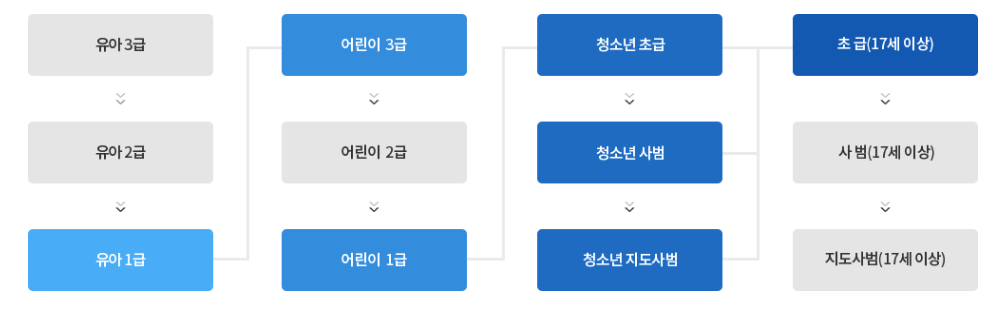 유아 3급
유아 2급
유아 1급
어린이 3급
어린이 2급
어린이 1급
청소년 초급
청소년 사범
청소년 지도사범
초 급(17세 이상)
사 범(17세 이상)
지도사범(17세 이상)